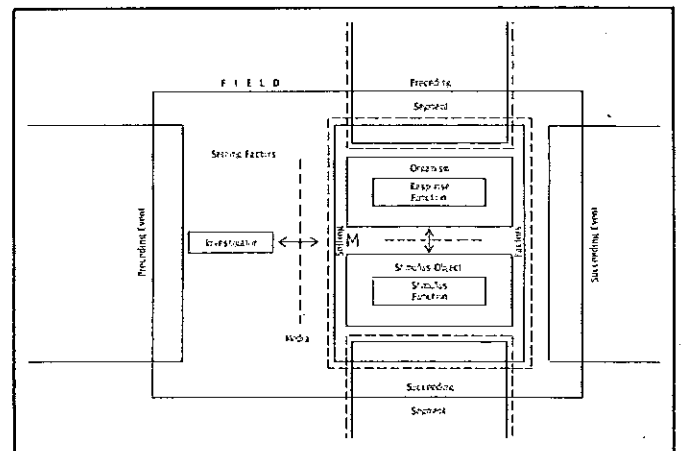 FIELD
Preceding
Segment
Setting Factors
Organism
Response
Function
Preceding Event
Investigator
Setting
M
Factors
Succeeding Event
Stimulus Object
Stimulus
Function
Media
Succeeding
Segment